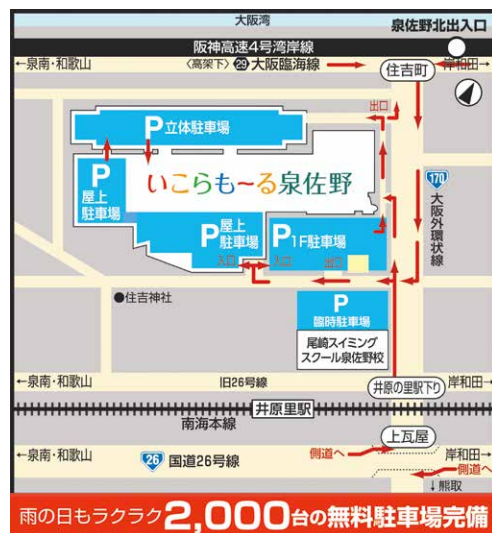 大阪湾
泉佐野北出入口
阪神高速4号湾岸線
←泉南・和歌山
〈高架下〉29大阪臨海線
住吉町
岸和田→
出口
P立体駐車場
P
屋上
駐車場
いこらも~る泉佐野
170
大阪外環状線
P屋上
駐車場
P1F駐車場
入口
入口
出口
●住吉神社
P
臨時駐車場
尾崎スイミング
スクール泉佐野校
←泉南・和歌山
旧26号線
井原の里駅下り
岸和田→
井原里駅
南海本線
上瓦屋
←泉南・和歌山
26 国道26号線
側道へ
岸和田→
側道へ
↓熊取
雨の日もラクラク2,000台の無料駐車場完備